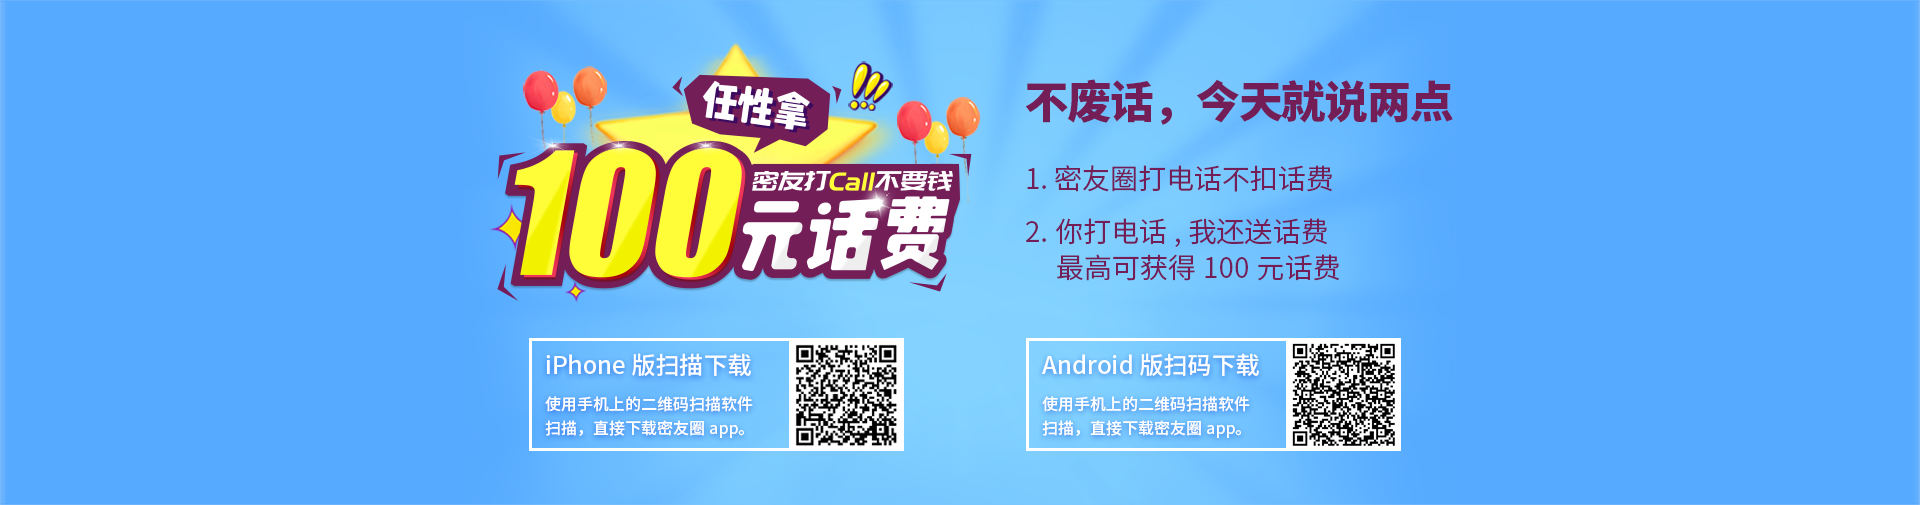 任性拿
密友打Call不要钱
100元话费
不废话，今天就说两点
1. 密友圈打电话不扣话费
2. 你打电话 , 我还送话费
最高可获得 100 元话费
iPhone 版扫描下载
使用手机上的二维码扫描软件
扫描，直接下载密友圈 app。
Android 版扫码下载
使用手机上的二维码扫描软件
扫描，直接下载密友圈 app。